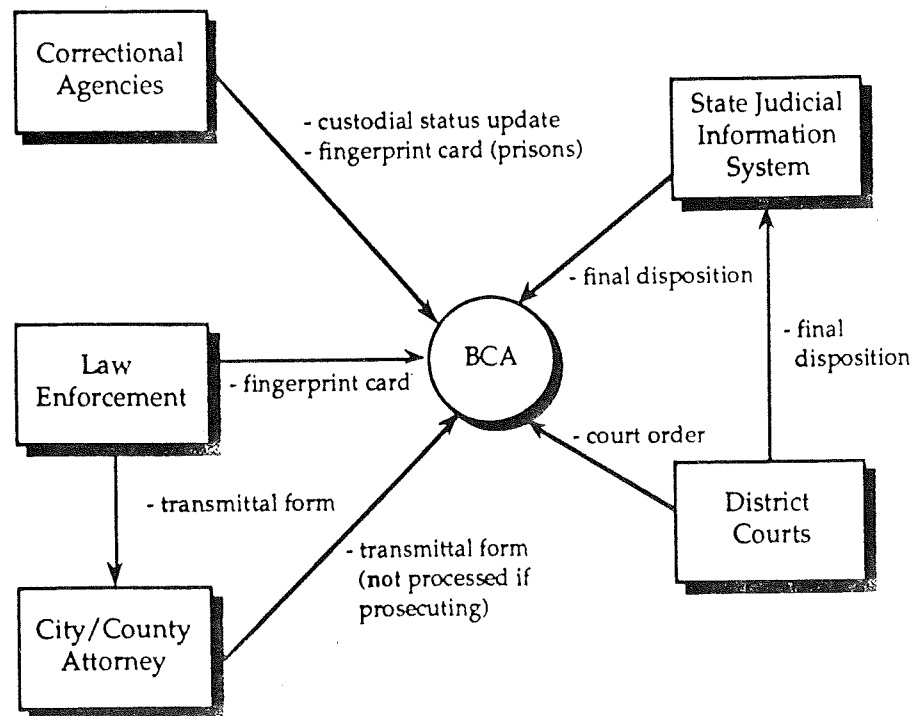 Correctional
Agencies
- custodial status update
- fingerprint card (prisons)
State Judicial
Information
System
- final disposition
Law
Enforcement
- fingerprint card
BCA
- final
disposition
- court order
- transmittal form
- transmittal form
(not processed if
prosecuting)
District
Courts
City/County
Attorney